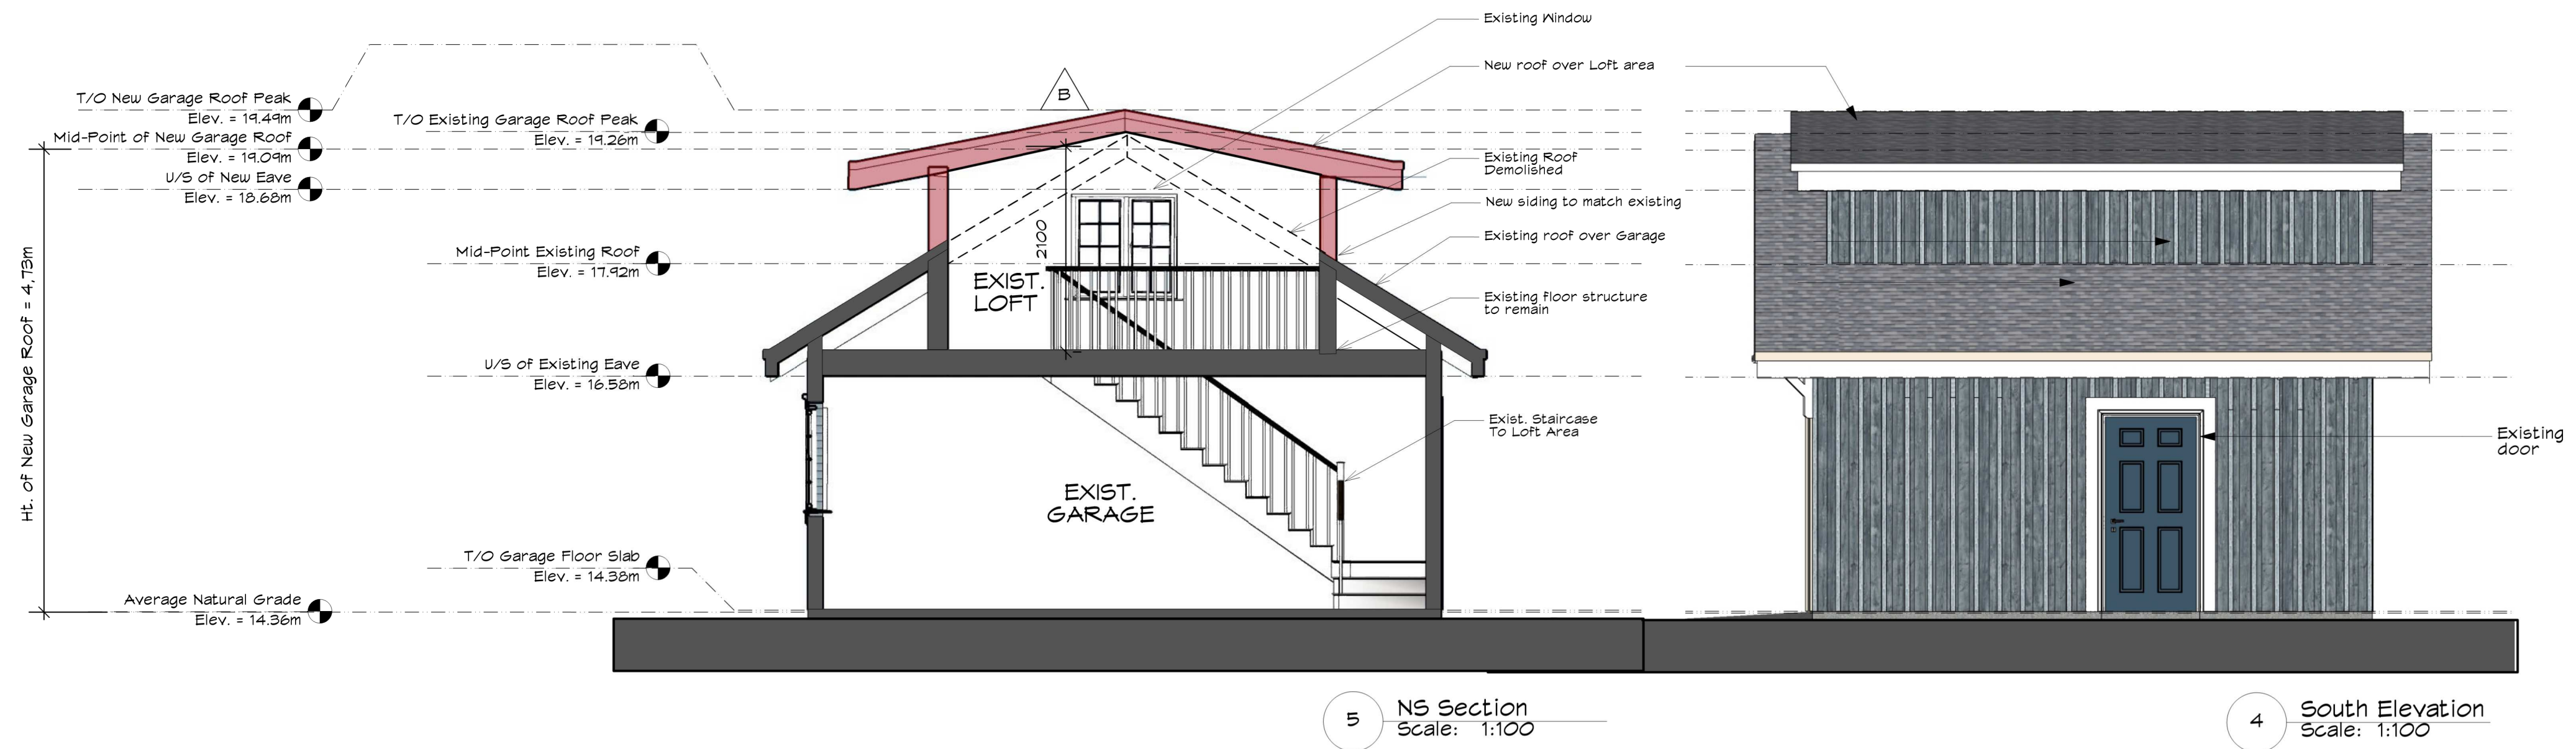 Existing Window
New roof over Loft area
T/O New Garage Roof Peak
Elev. = 19.49m
B
T/O Existing Garage Roof Peak
Elev. = 19.26m
Mid-Point of New Garage Roof
Elev. = 19.09m
Existing Roof
Demolished
U/S of New Eave
Elev. = 18.68m
New siding to match existing
2100
Existing roof over Garage
Mid-Point Existing Roof
Elev. = 17.92m
EXIST.
LOFT
Existing floor structure
to remain
Ht. of New Garage Roof = 4,73m
U/S of Existing Eave
Elev. = 16.58m
Exist. Staircase
To Loft Area
Existing
door
EXIST.
GARAGE
T/O Garage Floor Slab
Elev. = 14.38m
Average Natural Grade
Elev. = 14.36m
5
NS Section
Scale: 1:100
4
South Elevation
Scale: 1:100